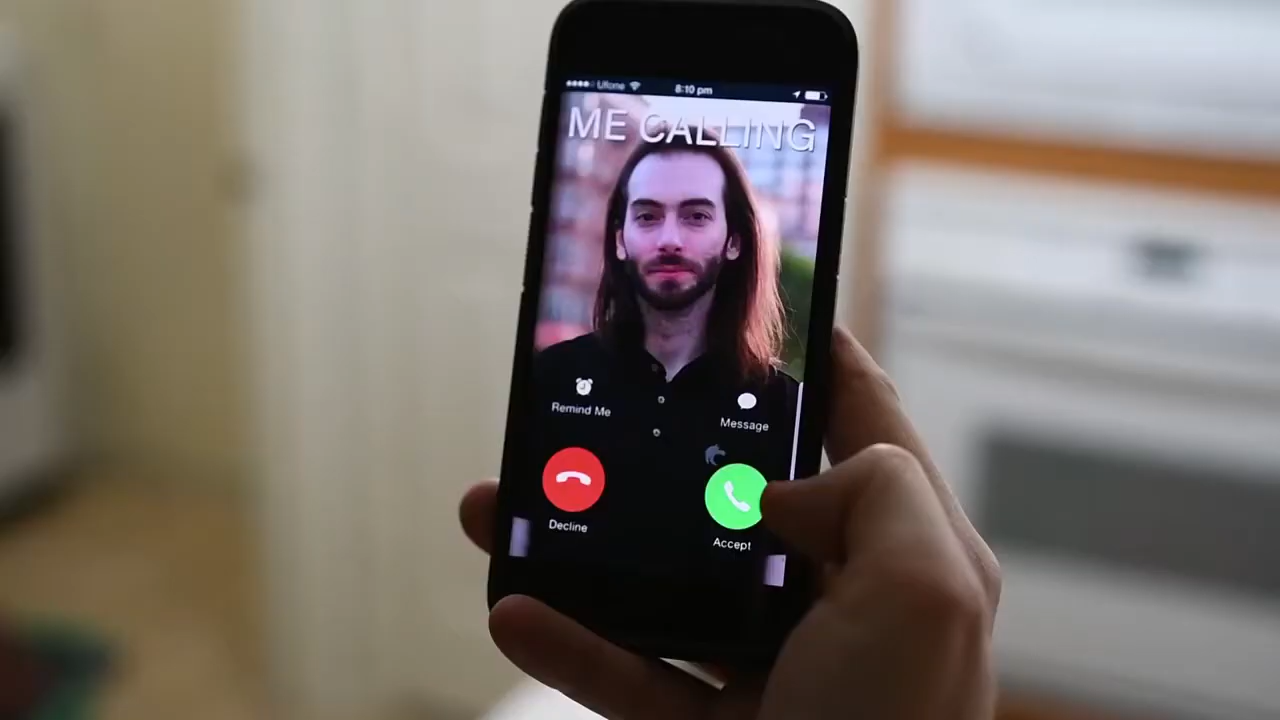 Ufone 8:10 pm
ME CALLING
Remind Me
Message
Decline
Accept